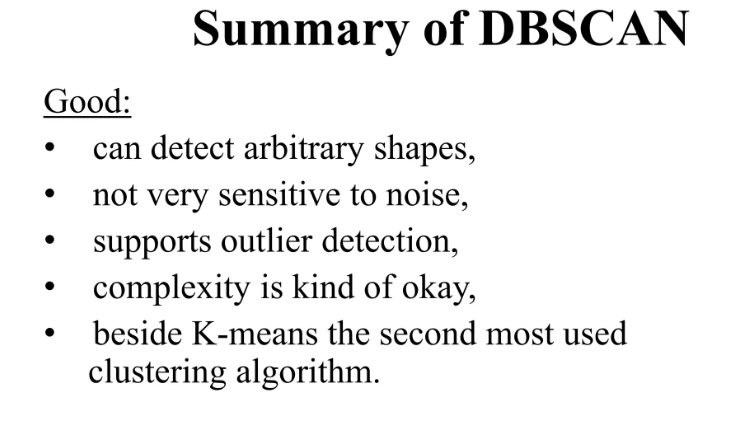 Summary of DBSCAN
Good:
• can detect arbitrary shapes,
• not very sensitive to noise,
• supports outlier detection,
• complexity is kind of okay,
• beside K-means the second most used
clustering algorithm.